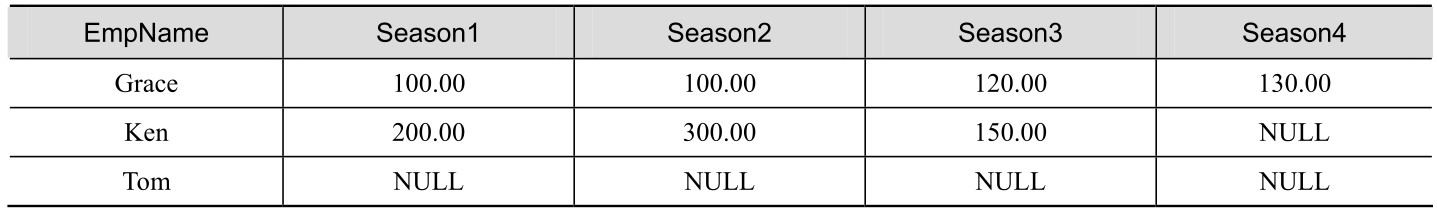 EmpName Season1 Season2 Season3 Season4
Grace 100.00 100.00 120.00 130.00
Ken 200.00 300.00 150.00 NULL
Tom NULL NULL NULL NULL